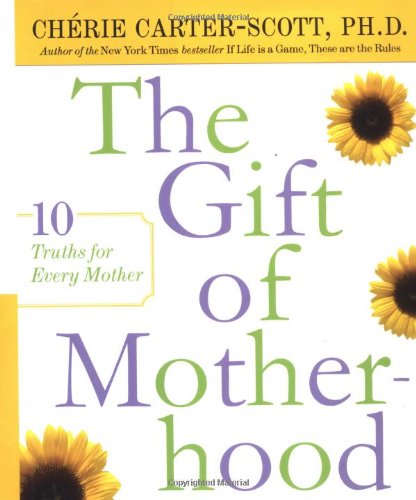 CHÉRIE CARTER-SCOTT, PH.D.
Author of the New York Times bestseller If Life is a Game, These are the Rules
The
Gift
of
Mother-
hood
10
Truths for
Every Mother